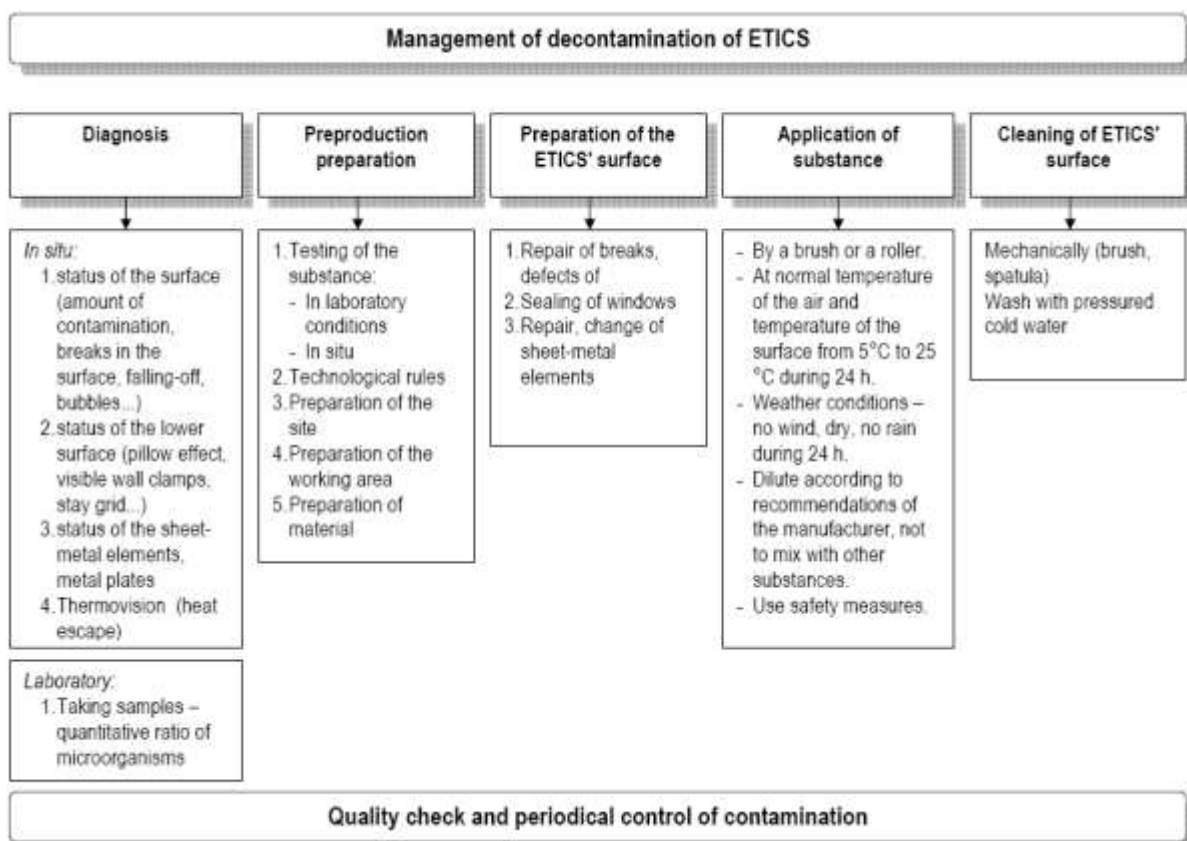 Management of decontamination of ETICS
Diagnosis
In situ:
1. status of the surface
(amount of
contamination,
breaks in the
surface, falling-off,
bubbles...)
2. status of the lower
surface (pillow effect,
visible wall clamps,
stay grid...)
3. status of the sheet-
metal elements,
metal plates
4. Thermovision (heat
escape)
Laboratory:
1. Taking samples –
quantitative ratio of
microorganisms
Preproduction
preparation
1. Testing of the
substance:
- In laboratory
conditions
- In situ
2. Technological rules
3. Preparation of the
site
4. Preparation of the
working area
5. Preparation of
material
Preparation of the
ETICS' surface
1. Repair of breaks,
defects of
2. Sealing of windows
3. Repair, change of
sheet-metal
elements
Application of
substance
- By a brush or a roller.
- At normal temperature
of the air and
temperature of the
surface from 5°C to 25
°C during 24 h.
- Weather conditions –
no wind, dry, no rain
during 24 h.
- Dilute according to
recommendations of
the manufacturer, not
to mix with other
substances.
- Use safety measures.
Cleaning of ETICS'
surface
Mechanically (brush,
spatula)
Wash with pressured
cold water
Quality check and periodical control of contamination